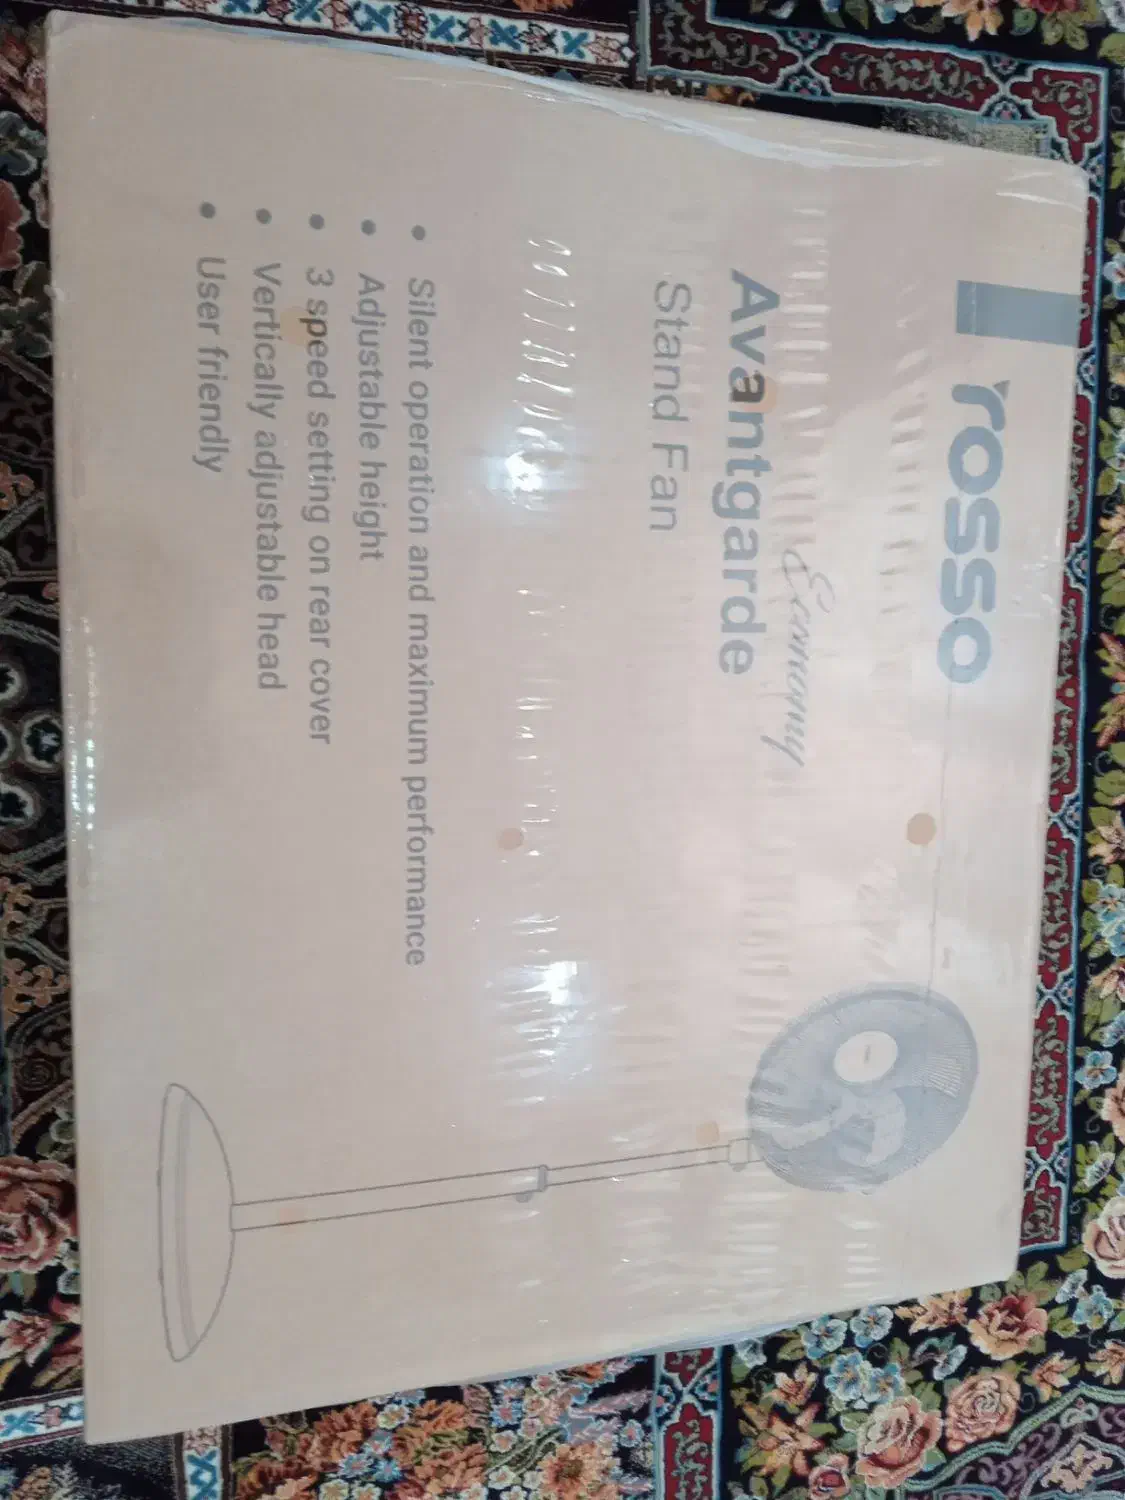 rosso
Economy
Avantgarde
Stand Fan
• Silent operation and maximum performance
• Adjustable height
• 3 speed setting on rear cover
• Vertically adjustable head
• User friendly